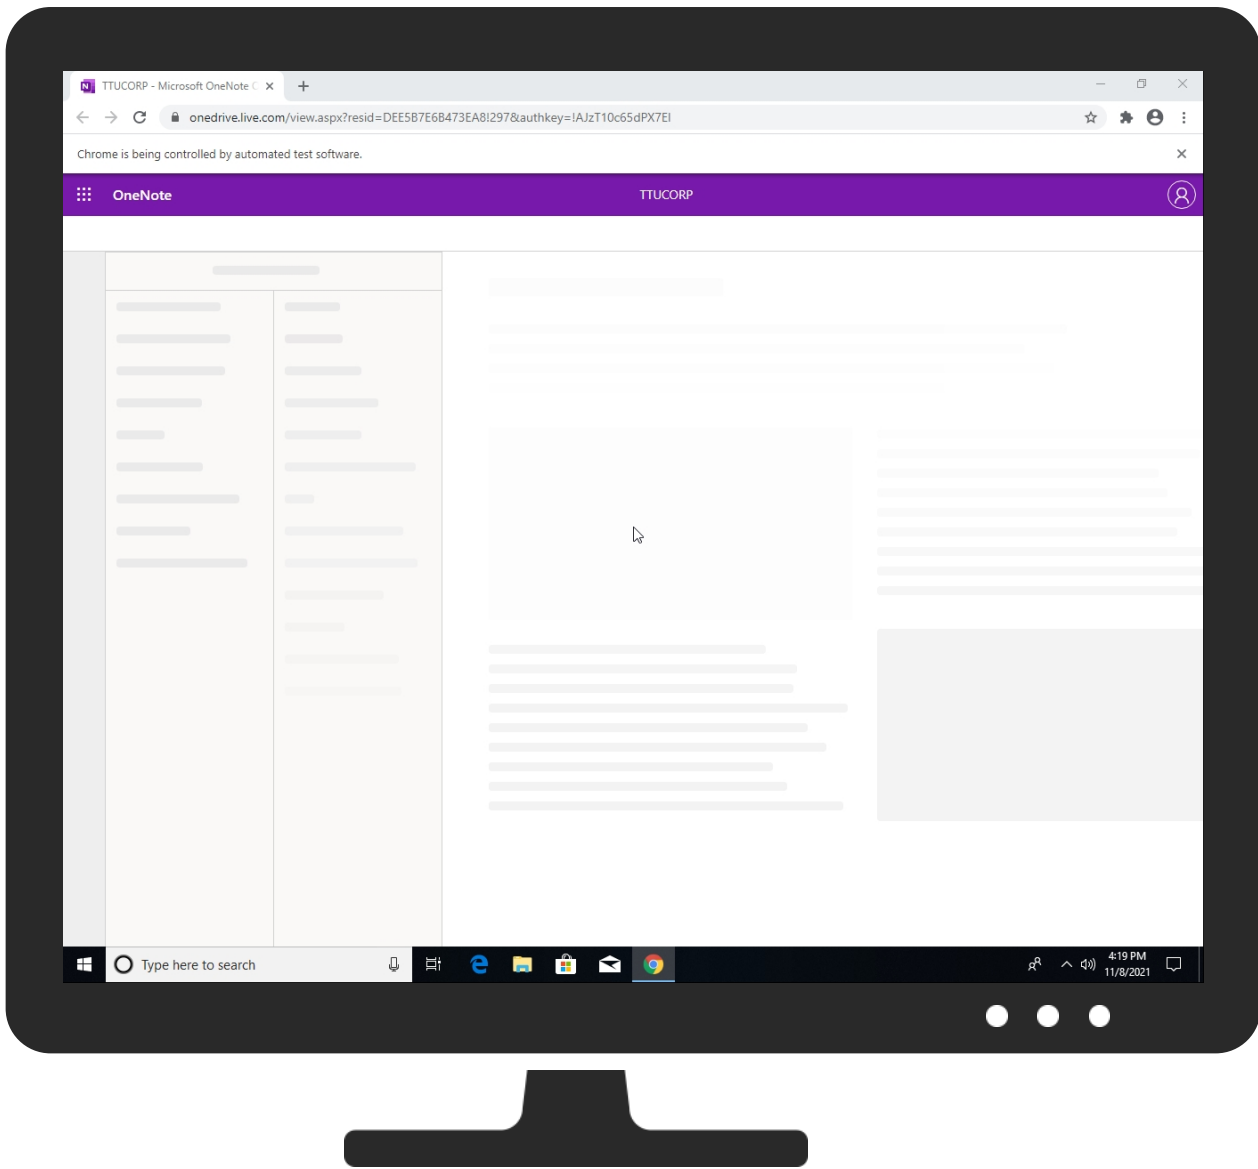 TTUCORP - Microsoft OneNote
onedrive.live.com/view.aspx?resid=DEE5B7E6B473EA8!297&authkey=!AJzT10c65dPX7EI
Chrome is being controlled by automated test software.
OneNote
TTUCORP
Type here to search
4:19 PM
11/8/2021